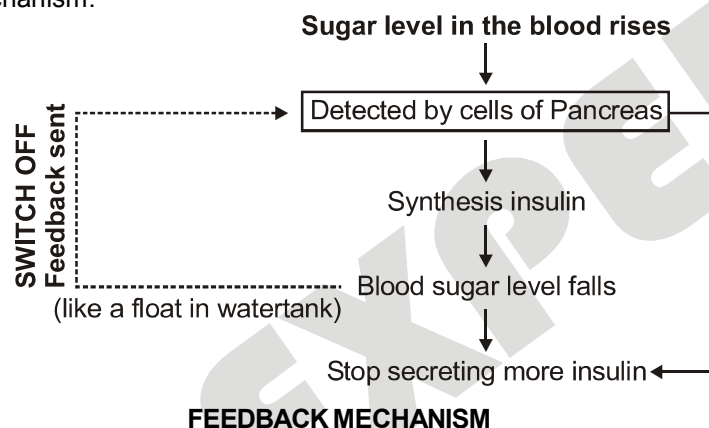 chanism.
Sugar level in the blood rises
Detected by cells of Pancreas
SWITCH OFF
Feedback sent
Synthesis insulin
Blood sugar level falls
(like a float in watertank)
Stop secreting more insulin
FEEDBACK MECHANISM